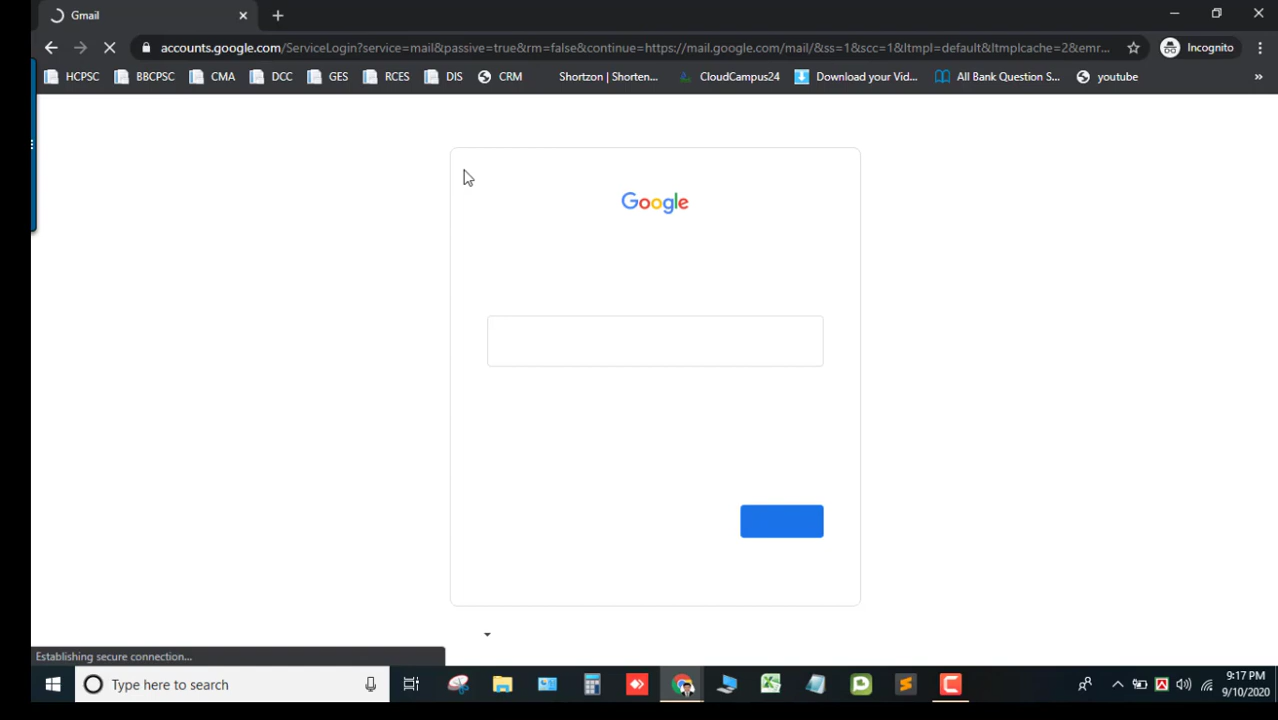 Gmail
accounts.google.com/ServiceLogin?service=mail&passive=true&rm=false&continue=https://mail.google.com/mail/&ss=1&scc=1&ltmpl=default&ltmplcache=2&emr...
Incognito
HCPSC BBCPSC CMA DCC GES RCES DIS CRM Shortzon | Shorten... CloudCampus24 Download your Vid... All Bank Question S... youtube »
Google
Establishing secure connection...
Type here to search
9:17 PM
9/10/2020